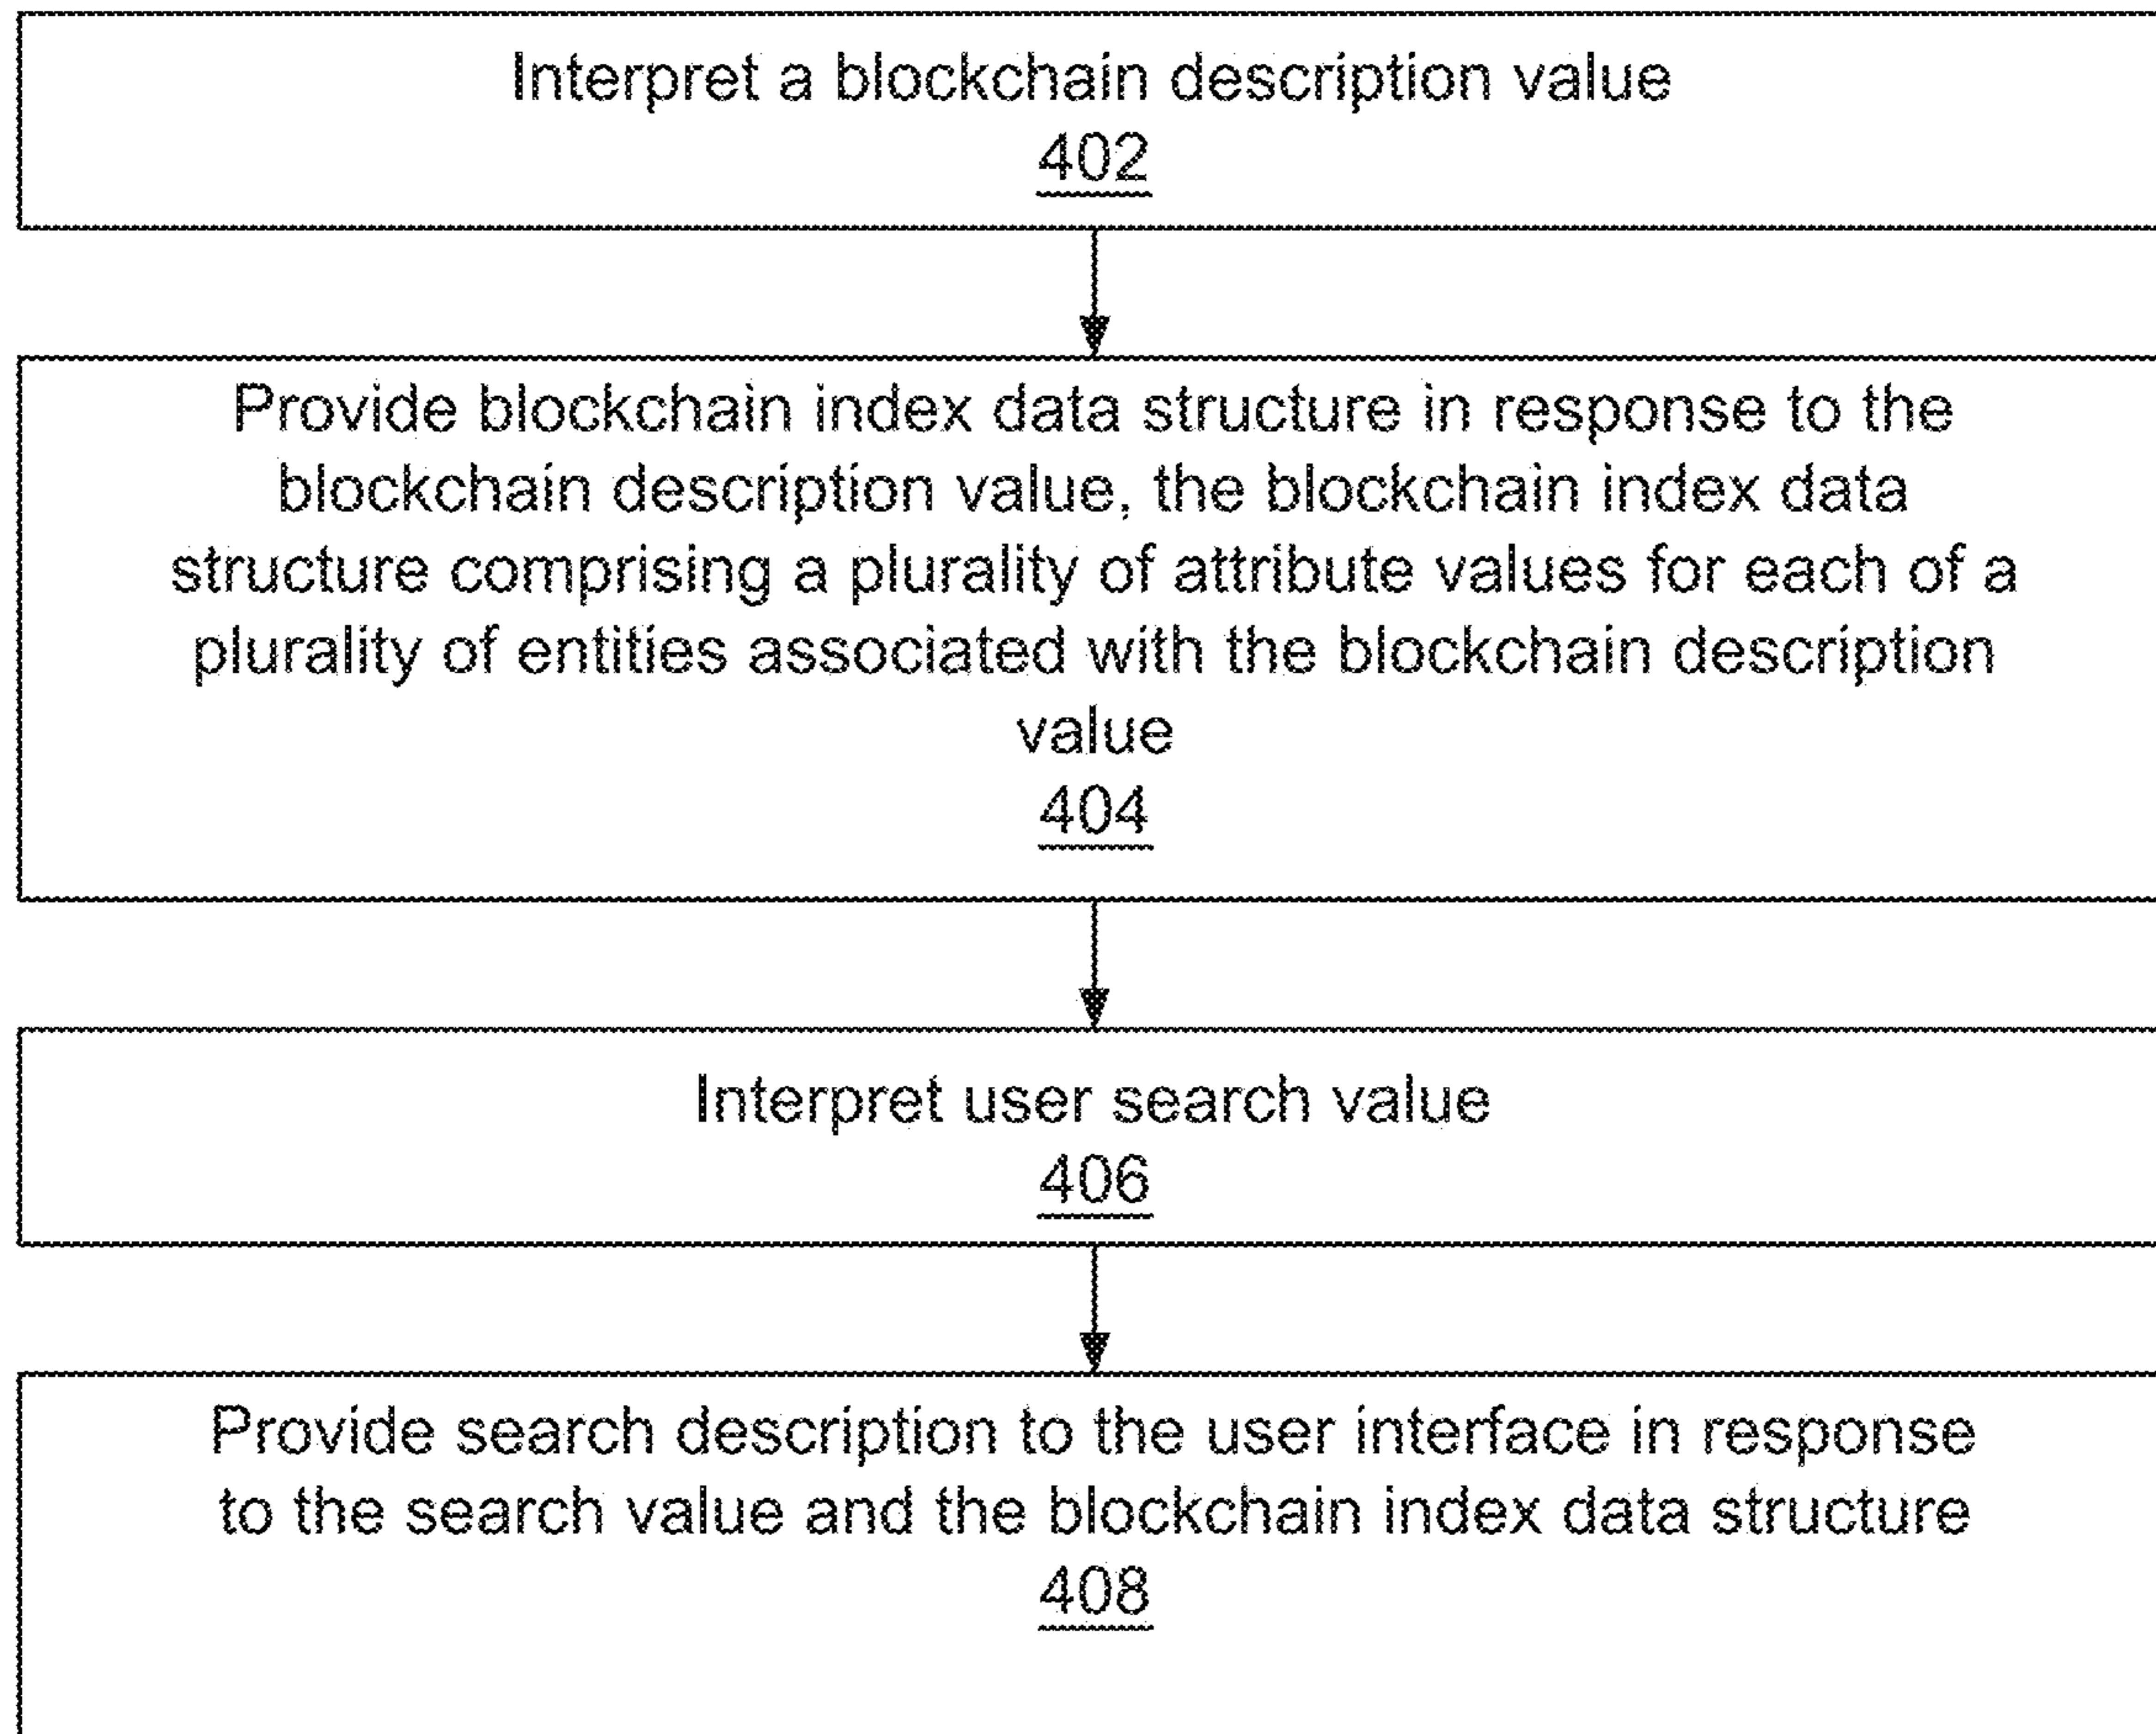 Interpret a blockchain description value
402
Provide blockchain index data structure in response to the
blockchain description value, the blockchain index data
structure comprising a plurality of attribute values for each of a
plurality of entities associated with the blockchain description
value
404
Interpret user search value
406
Provide search description to the user interface in response
to the search value and the blockchain index data structure
408